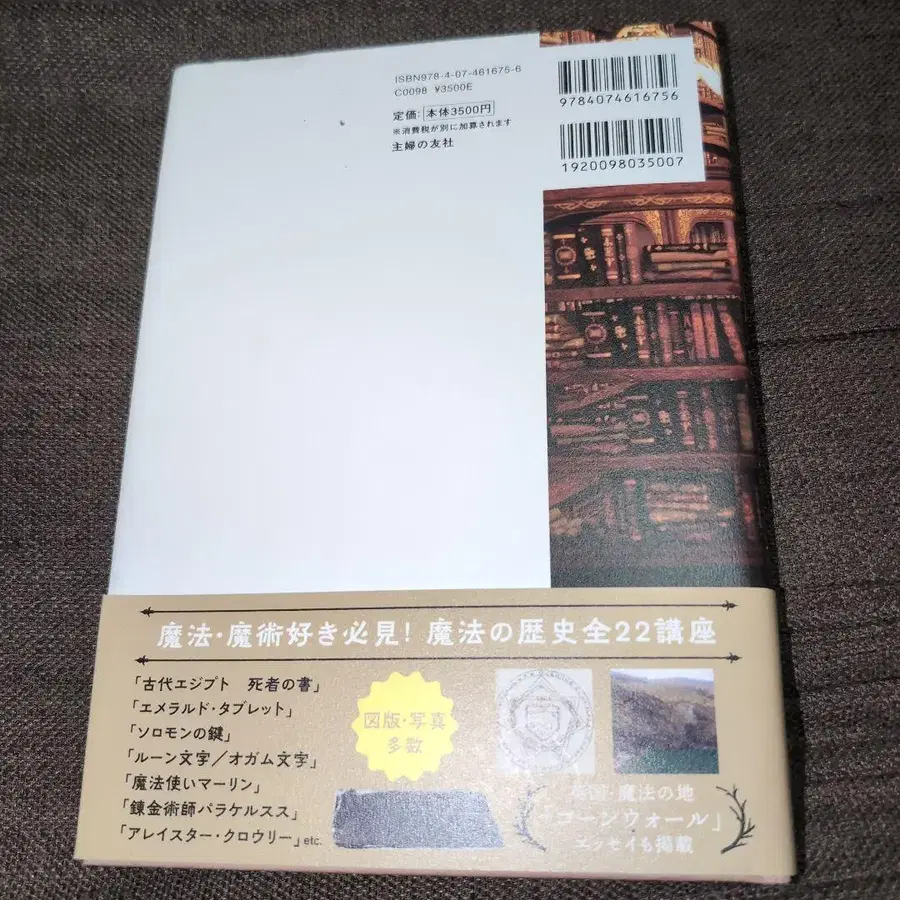 ISBN978-4-07-461675-6
C0098 ¥3500E
定価：本体3500円
※消費税が別に加算されます
主婦の友社
9784074616756
1920098035007
魔法・魔術好き必見！ 魔法の歴史全22講座
「古代エジプト　死者の書」
「エメラルド・タブレット」
「ソロモンの鍵」
「ルーン文字／オガム文字」
「魔法使いマーリン」
「錬金術師パラケルスス」
「アレイスター・クロウリー」etc.
図版・写真
多数
英国・魔法の地
「コーンウォール」
エッセイも掲載